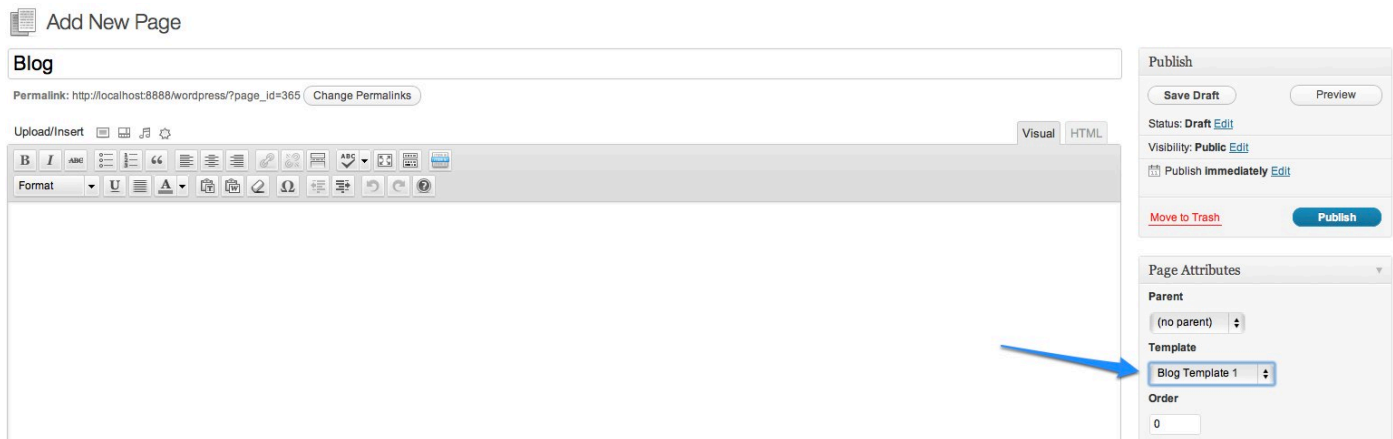 Add New Page
Blog
Permalink: http://localhost:8888/wordpress/?page_id=365 Change Permalinks
Upload/Insert
Visual HTML
B I ABC ABC
Format U A T W Ω
Publish
Save Draft Preview
Status: Draft Edit
Visibility: Public Edit
Publish immediately Edit
Move to Trash Publish
Page Attributes
Parent
(no parent)
Template
Blog Template 1
Order
0